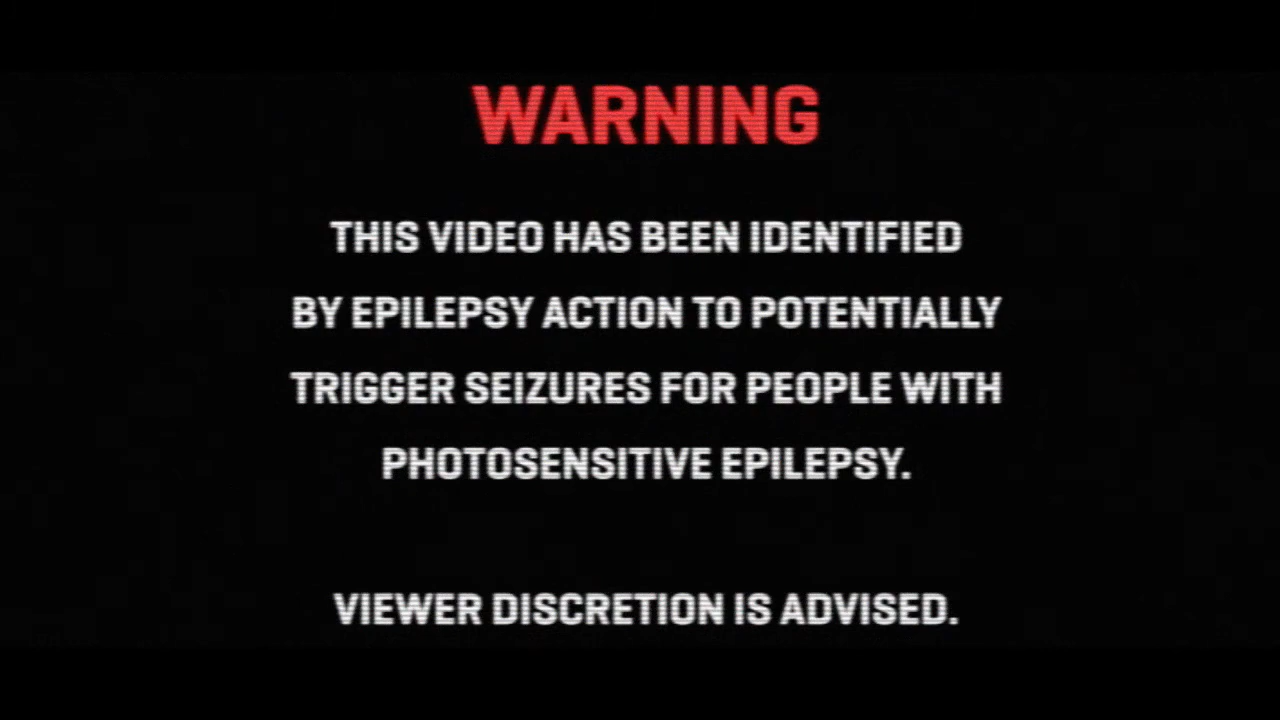 WARNING
THIS VIDEO HAS BEEN IDENTIFIED
BY EPILEPSY ACTION TO POTENTIALLY
TRIGGER SEIZURES FOR PEOPLE WITH
PHOTOSENSITIVE EPILEPSY.
VIEWER DISCRETION IS ADVISED.